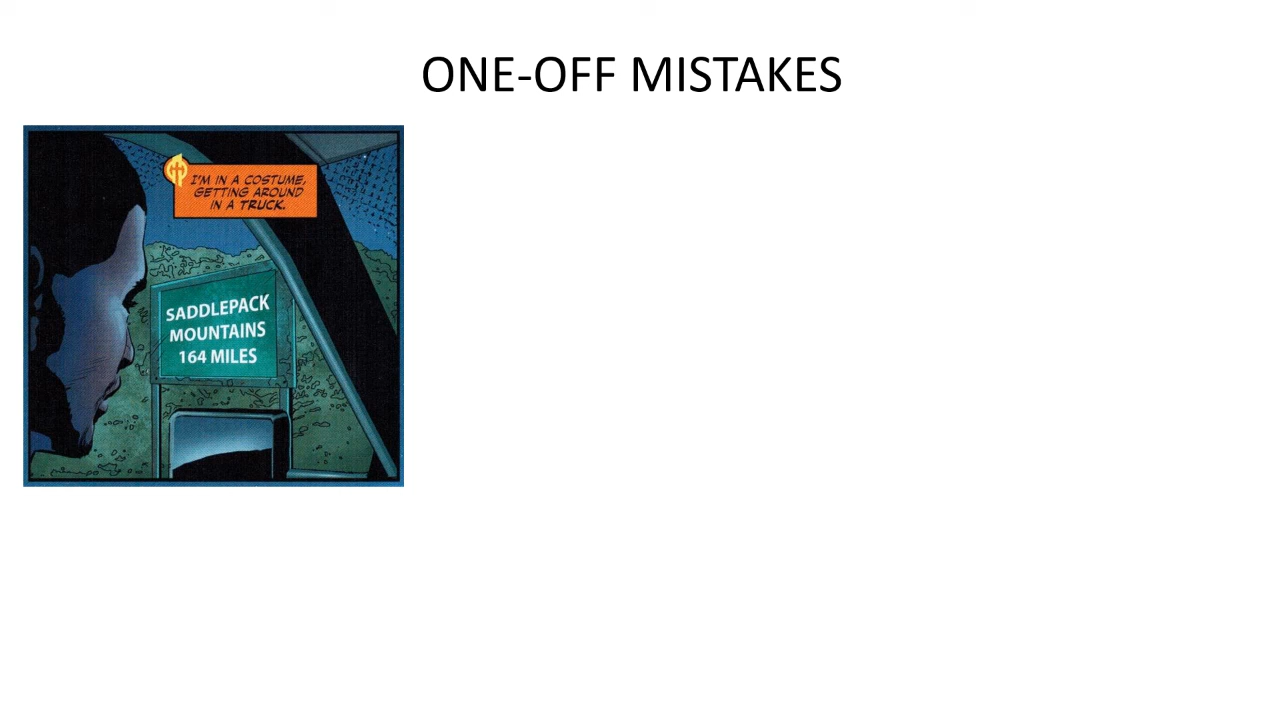 ONE-OFF MISTAKES
I'M IN A COSTUME,
GETTING AROUND
IN A TRUCK.
SADDLEPACK
MOUNTAINS
164 MILES